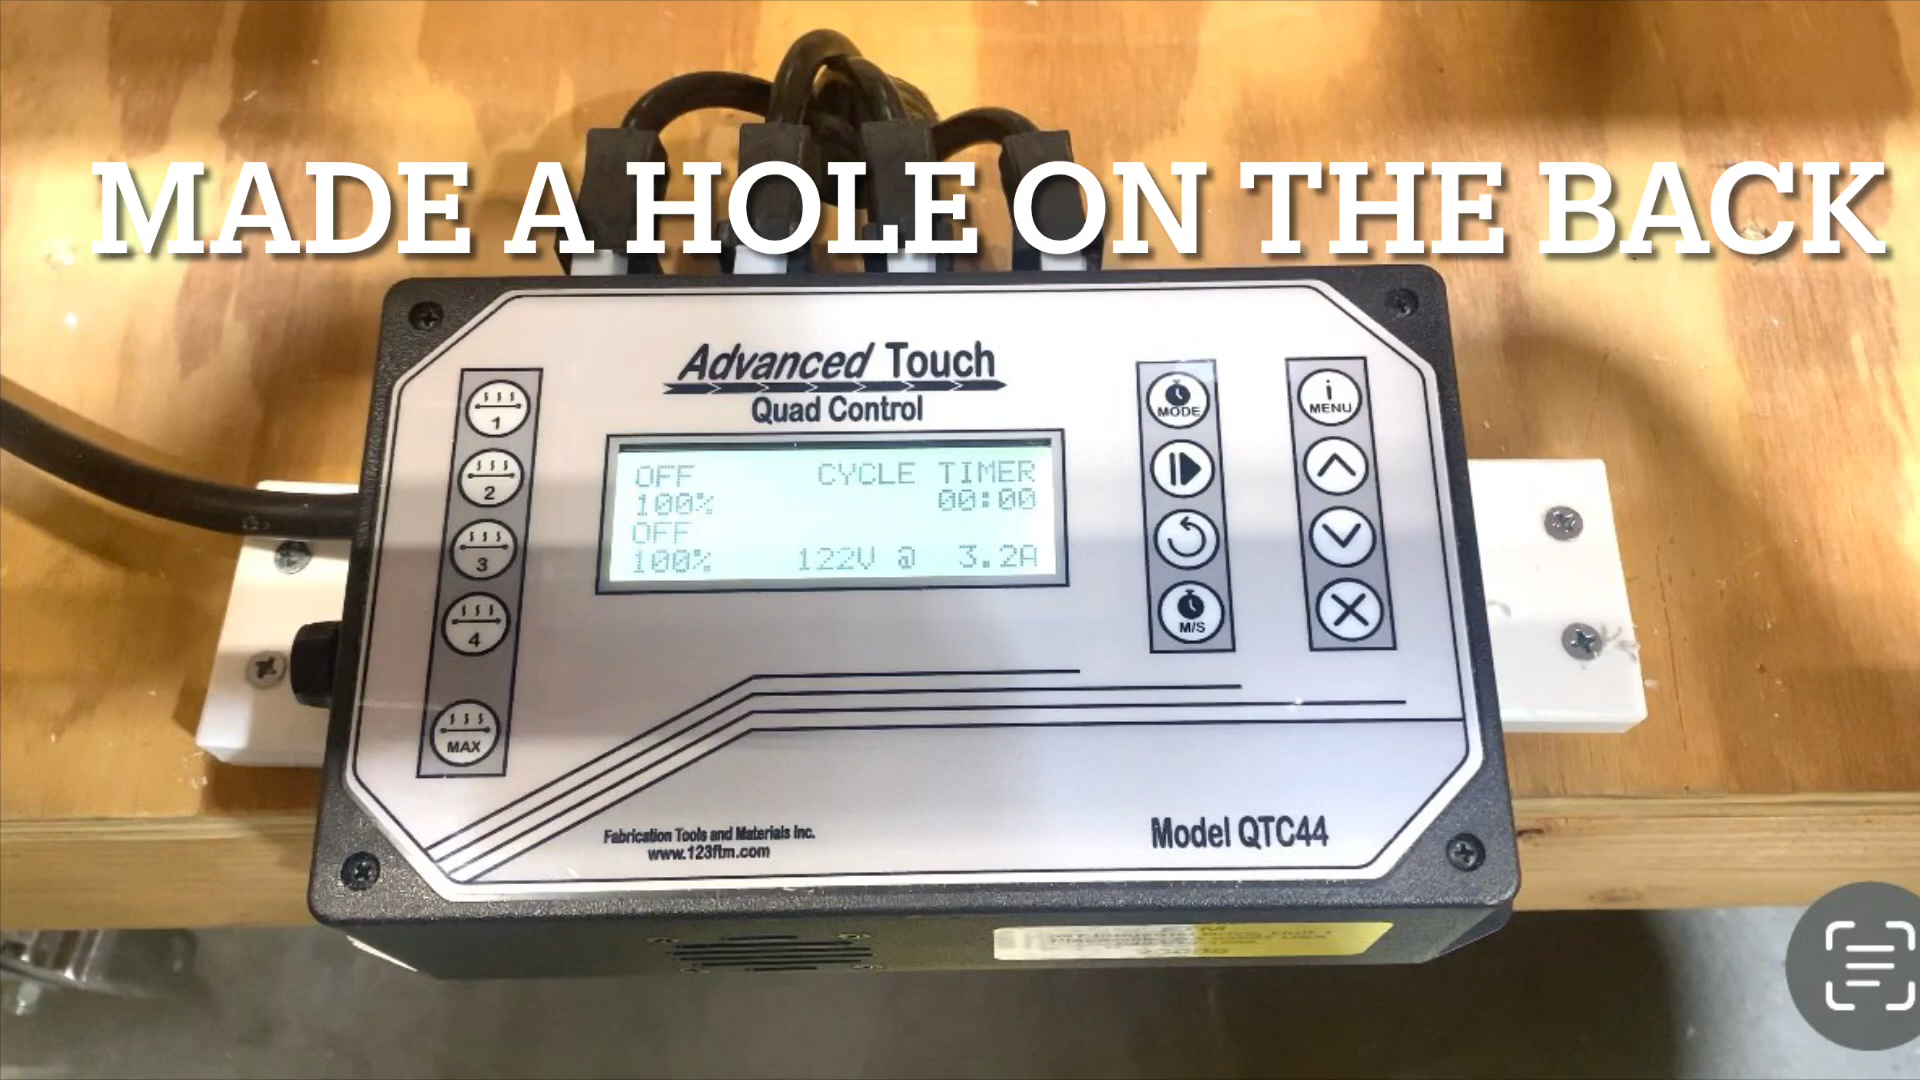 MADE A HOLE ON THE BACK
Advanced Touch
Quad Control
1
2
3
4
MAX
OFF CYCLE TIMER
100% 00:00
OFF
100% 122V @ 3.2A
MODE
M/S
i
MENU
Fabrication Tools and Materials Inc.
www.123ftm.com
Model QTC44